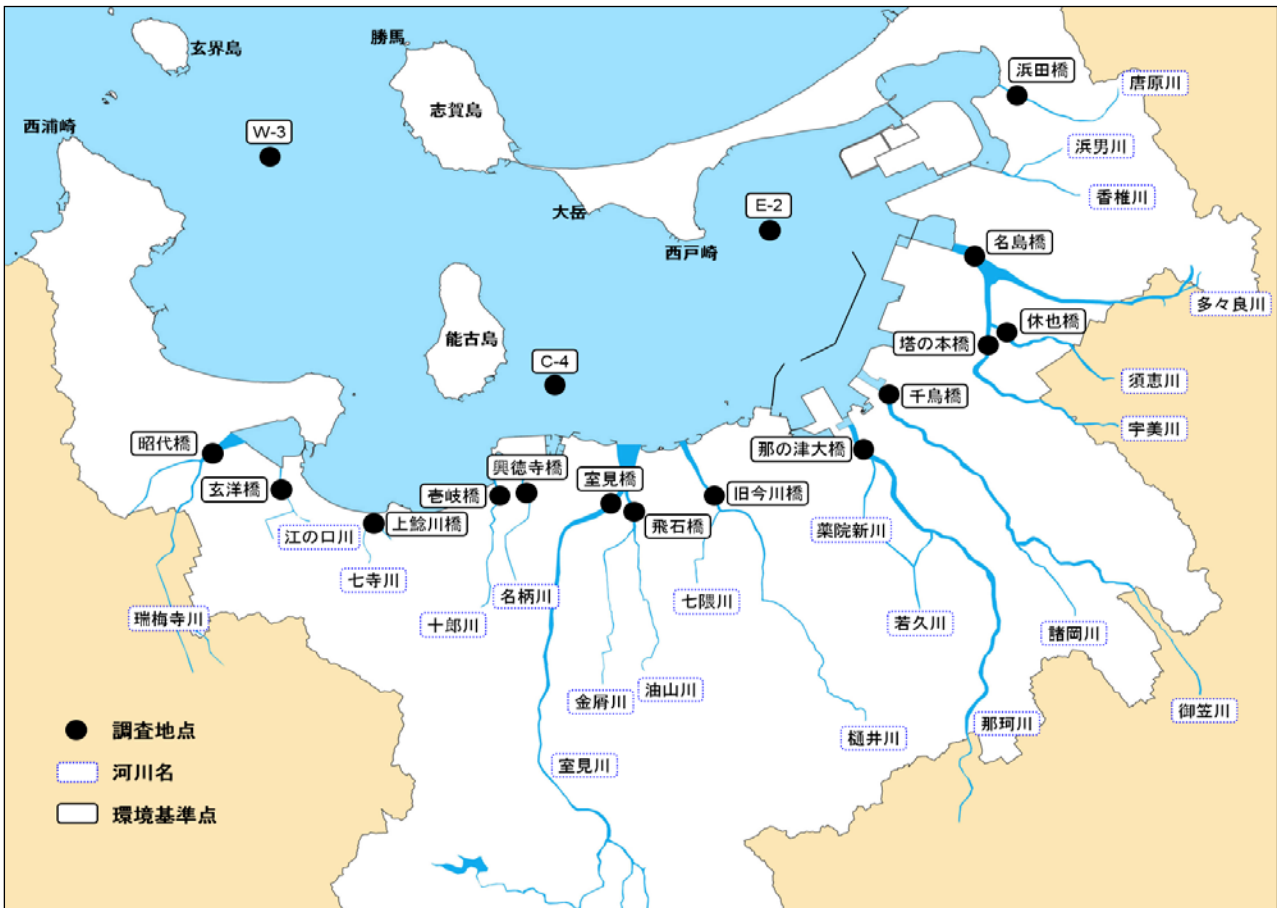 玄界島
勝馬
浜田橋
唐原川
志賀島
西浦崎
W-3
浜男川
香椎川
大岳
E-2
西戸崎
名島橋
多々良川
休也橋
能古島
塔の本橋
C-4
須恵川
千鳥橋
宇美川
昭代橋
那の津大橋
興徳寺橋
室見橋
玄洋橋
壱岐橋
旧今川橋
上鯰川橋
飛石橋
江の口川
薬院新川
七寺川
名柄川
七隈川
瑞梅寺川
十郎川
若久川
諸岡川
金屑川
油山川
御笠川
調査地点
那珂川
樋井川
河川名
室見川
環境基準点